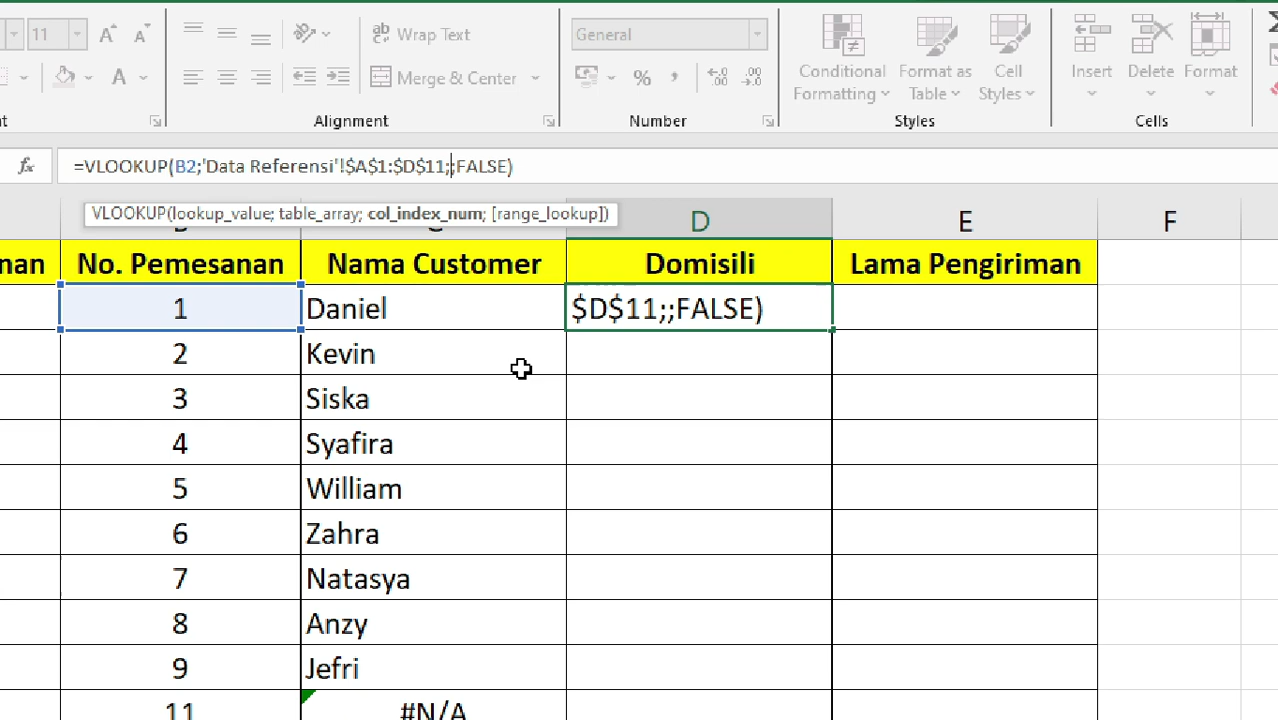 11 A A ab Wrap Text General Conditional Format as Cell Insert Delete Format
Merge & Center % Formatting Table Styles
Alignment Number Styles Cells
fx =VLOOKUP(B2;'Data Referensi'!$A$1:$D$11;;FALSE)
VLOOKUP(lookup_value; table_array; col_index_num; [range_lookup])
D E F
nan No. Pemesanan Nama Customer Domisili Lama Pengiriman
1 Daniel $D$11;;FALSE)
2 Kevin
3 Siska
4 Syafira
5 William
6 Zahra
7 Natasya
8 Anzy
9 Jefri
11 #N/A